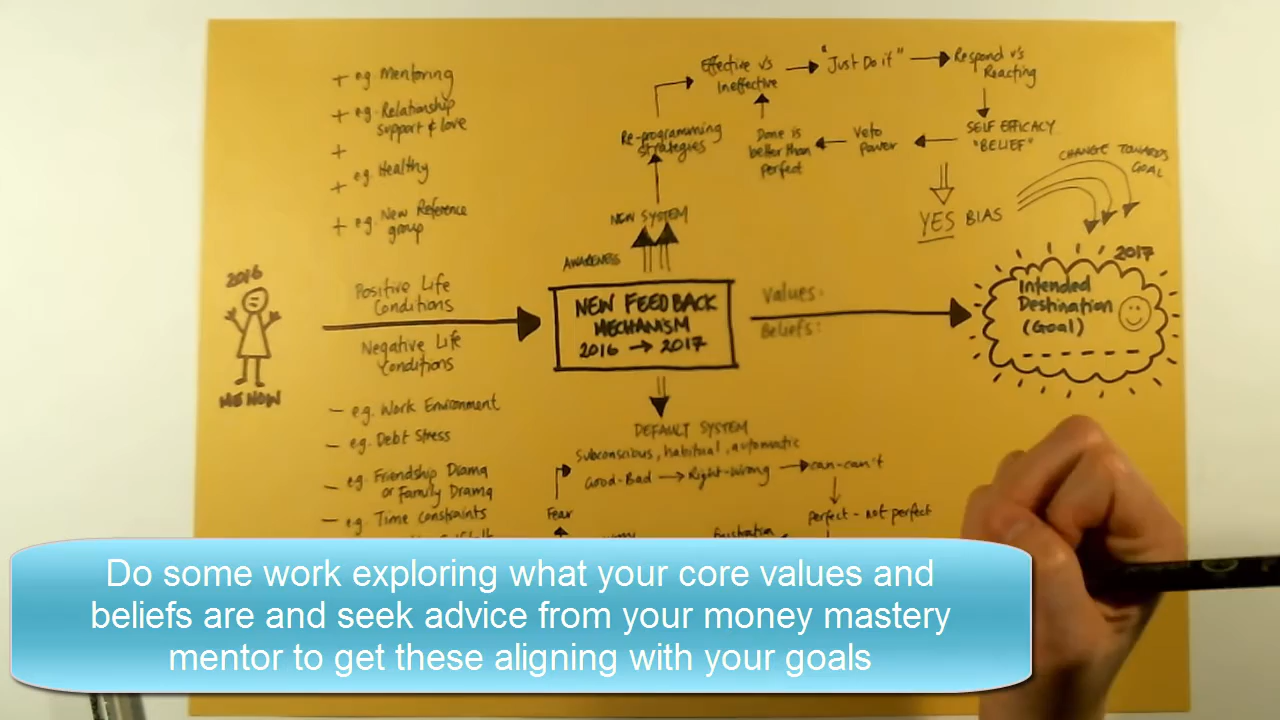 + e.g. Mentoring
+ e.g. Relationship
support & love
+
+ e.g. Healthy
+ e.g. New Reference
group
2016
ME NOW
Positive Life
Conditions
Negative Life
Conditions
– e.g. Work Environment
– e.g. Debt Stress
– e.g. Friendship Drama
or Family Drama
– e.g. Time constraints
Effective v's
Ineffective
"Just Do it"
Respond v's
Reacting
SELF EFFICACY
"BELIEF"
Veto
Power
Done is
better than
perfect
Re-programming
strategies
NEW SYSTEM
AWARENESS
YES BIAS
CHANGE TOWARDS
GOAL
NEW FEEDBACK
MECHANISM
2016 → 2017
Values:
Beliefs:
2017
Intended
Destination
(Goal)
DEFAULT SYSTEM
Subconscious, habitual, automatic
Good-Bad → Right-Wrong → can-can't
Fear
perfect - not perfect
Frustration
Do some work exploring what your core values and
beliefs are and seek advice from your money mastery
mentor to get these aligning with your goals